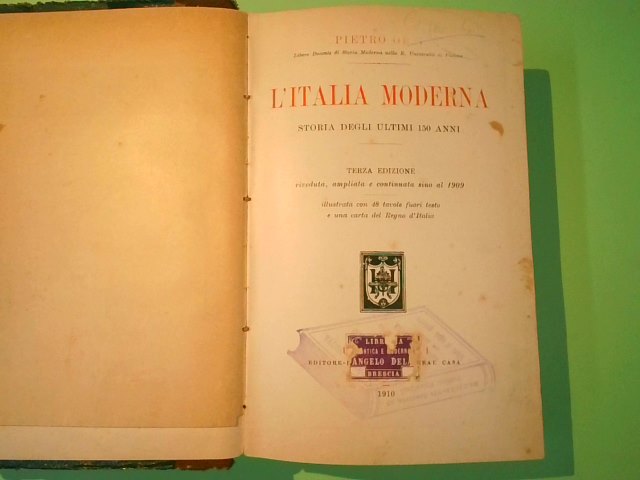 PIETRO
Libero Docente di Storia Moderna nella R. Università di Padova
L'ITALIA MODERNA
STORIA DEGLI ULTIMI 150 ANNI
TERZA EDIZIONE
riveduta, ampliata e continuata sino al 1909
illustrata con 48 tavole fuori testo
e una carta del Regno d'Italia
LIBRERIA
E MODERNA
EDITORE CASA
ANGELO
BRESCIA
1910